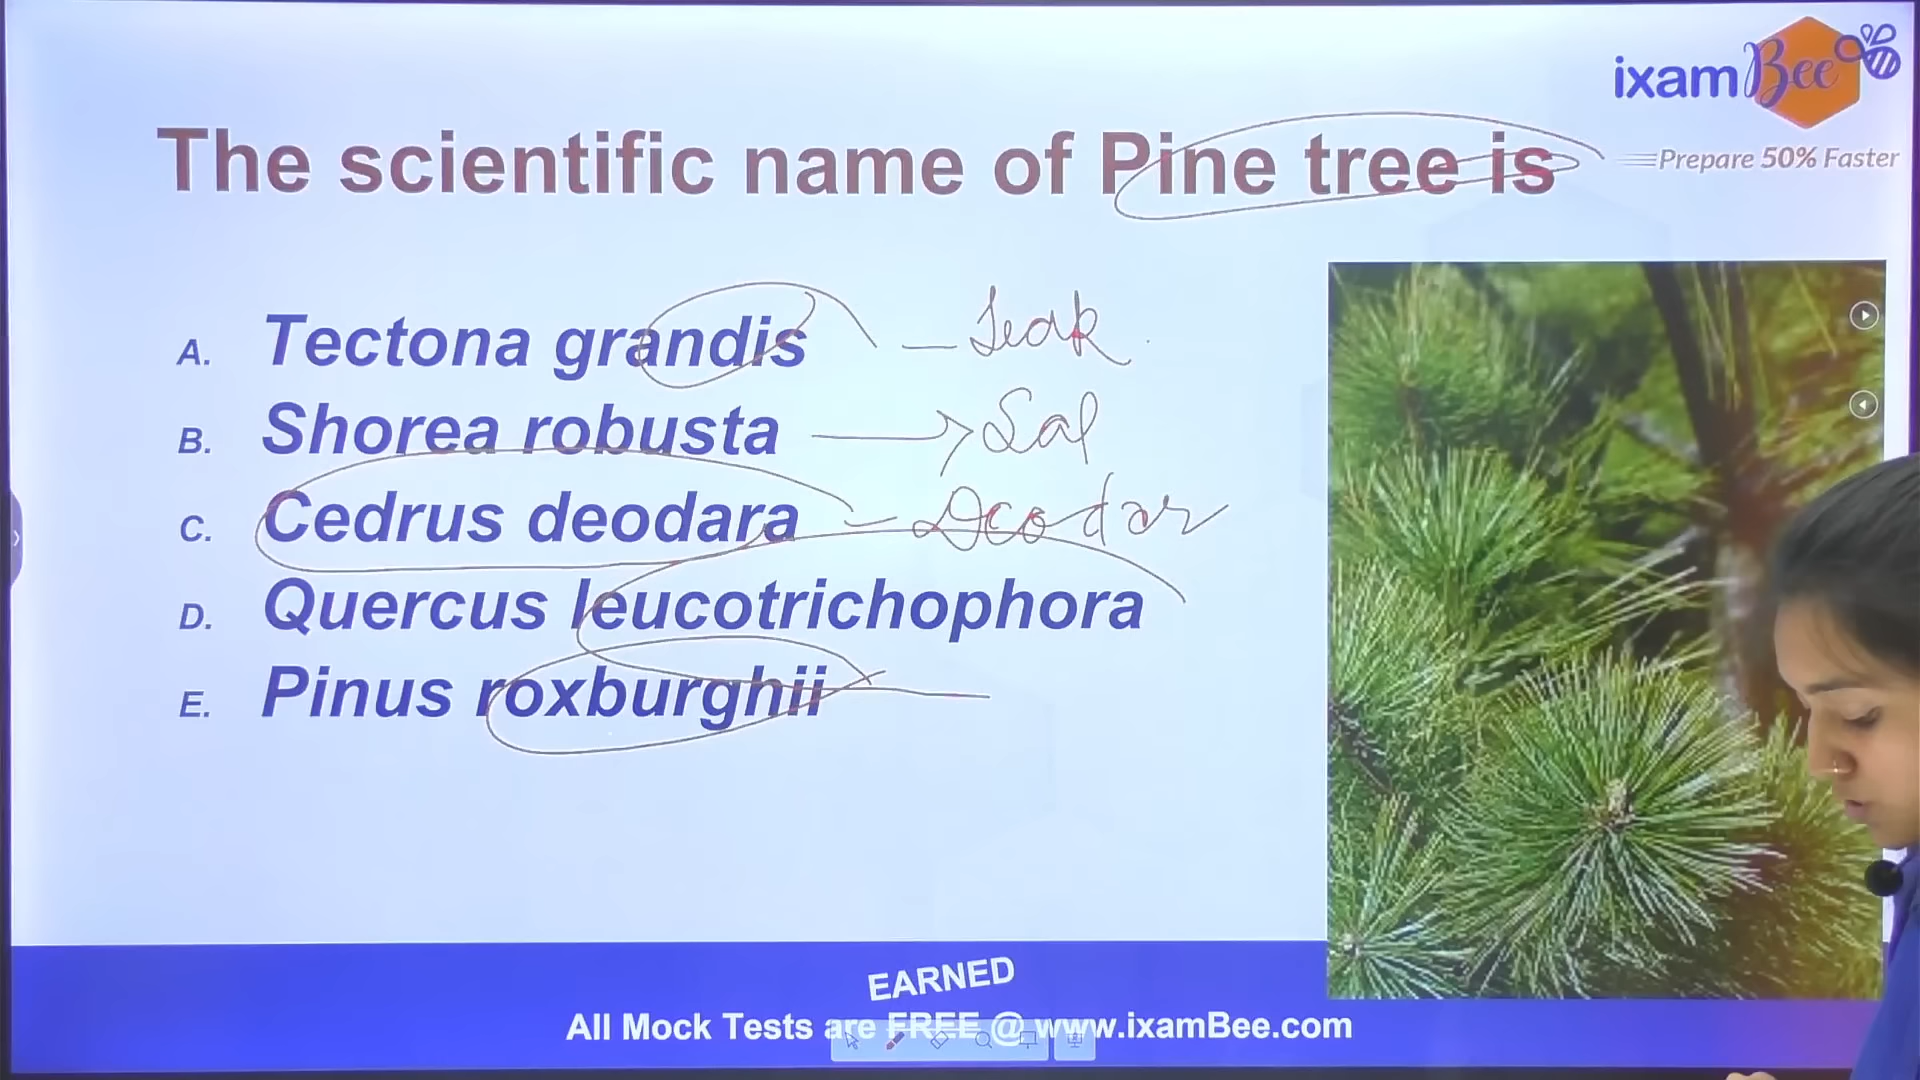 ixamBee
Prepare 50% Faster
The scientific name of Pine tree is
A. Tectona grandis — Teak
B. Shorea robusta → Sal
C. Cedrus deodara - Deodar
D. Quercus leucotrichophora
E. Pinus roxburghii
EARNED
All Mock Tests are FREE @ www.ixamBee.com